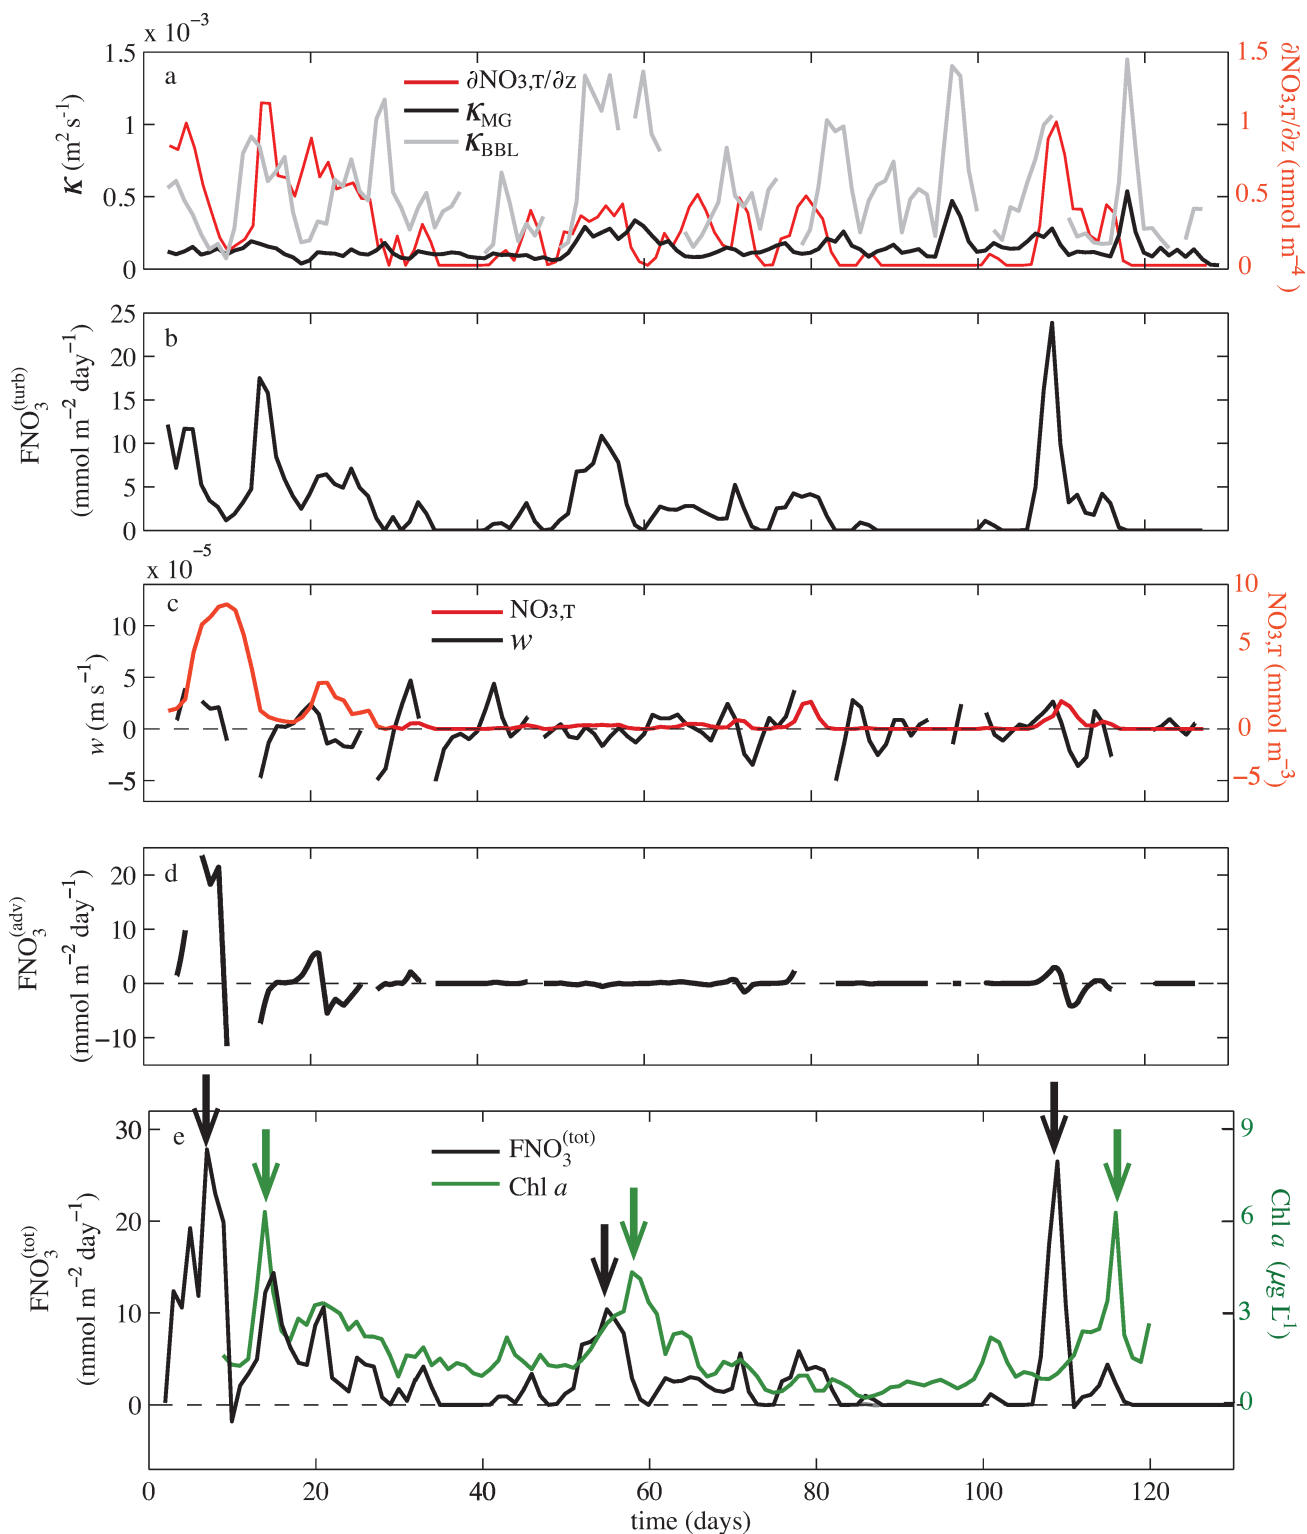 x 10⁻³
a
1.5
1
0.5
0
κ (m² s⁻¹)
∂NO3,T/∂z
κMG
κBBL
1.5
1
0.5
0
∂NO3,T/∂z (mmol m⁻⁴)
b
25
20
15
10
5
0
FNO₃⁽ᵗᵘʳᵇ⁾
(mmol m⁻² day⁻¹)
x 10⁻⁵
c
10
5
0
−5
w (m s⁻¹)
NO3,T
w
10
5
0
−5
NO3,T (mmol m⁻³)
d
20
10
0
−10
FNO₃⁽ᵃᵈᵛ⁾
(mmol m⁻² day⁻¹)
e
30
20
10
0
FNO₃⁽ᵗᵒᵗ⁾
(mmol m⁻² day⁻¹)
FNO₃⁽ᵗᵒᵗ⁾
Chl a
9
6
3
0
Chl a (μg L⁻¹)
0 20 40 60 80 100 120
time (days)